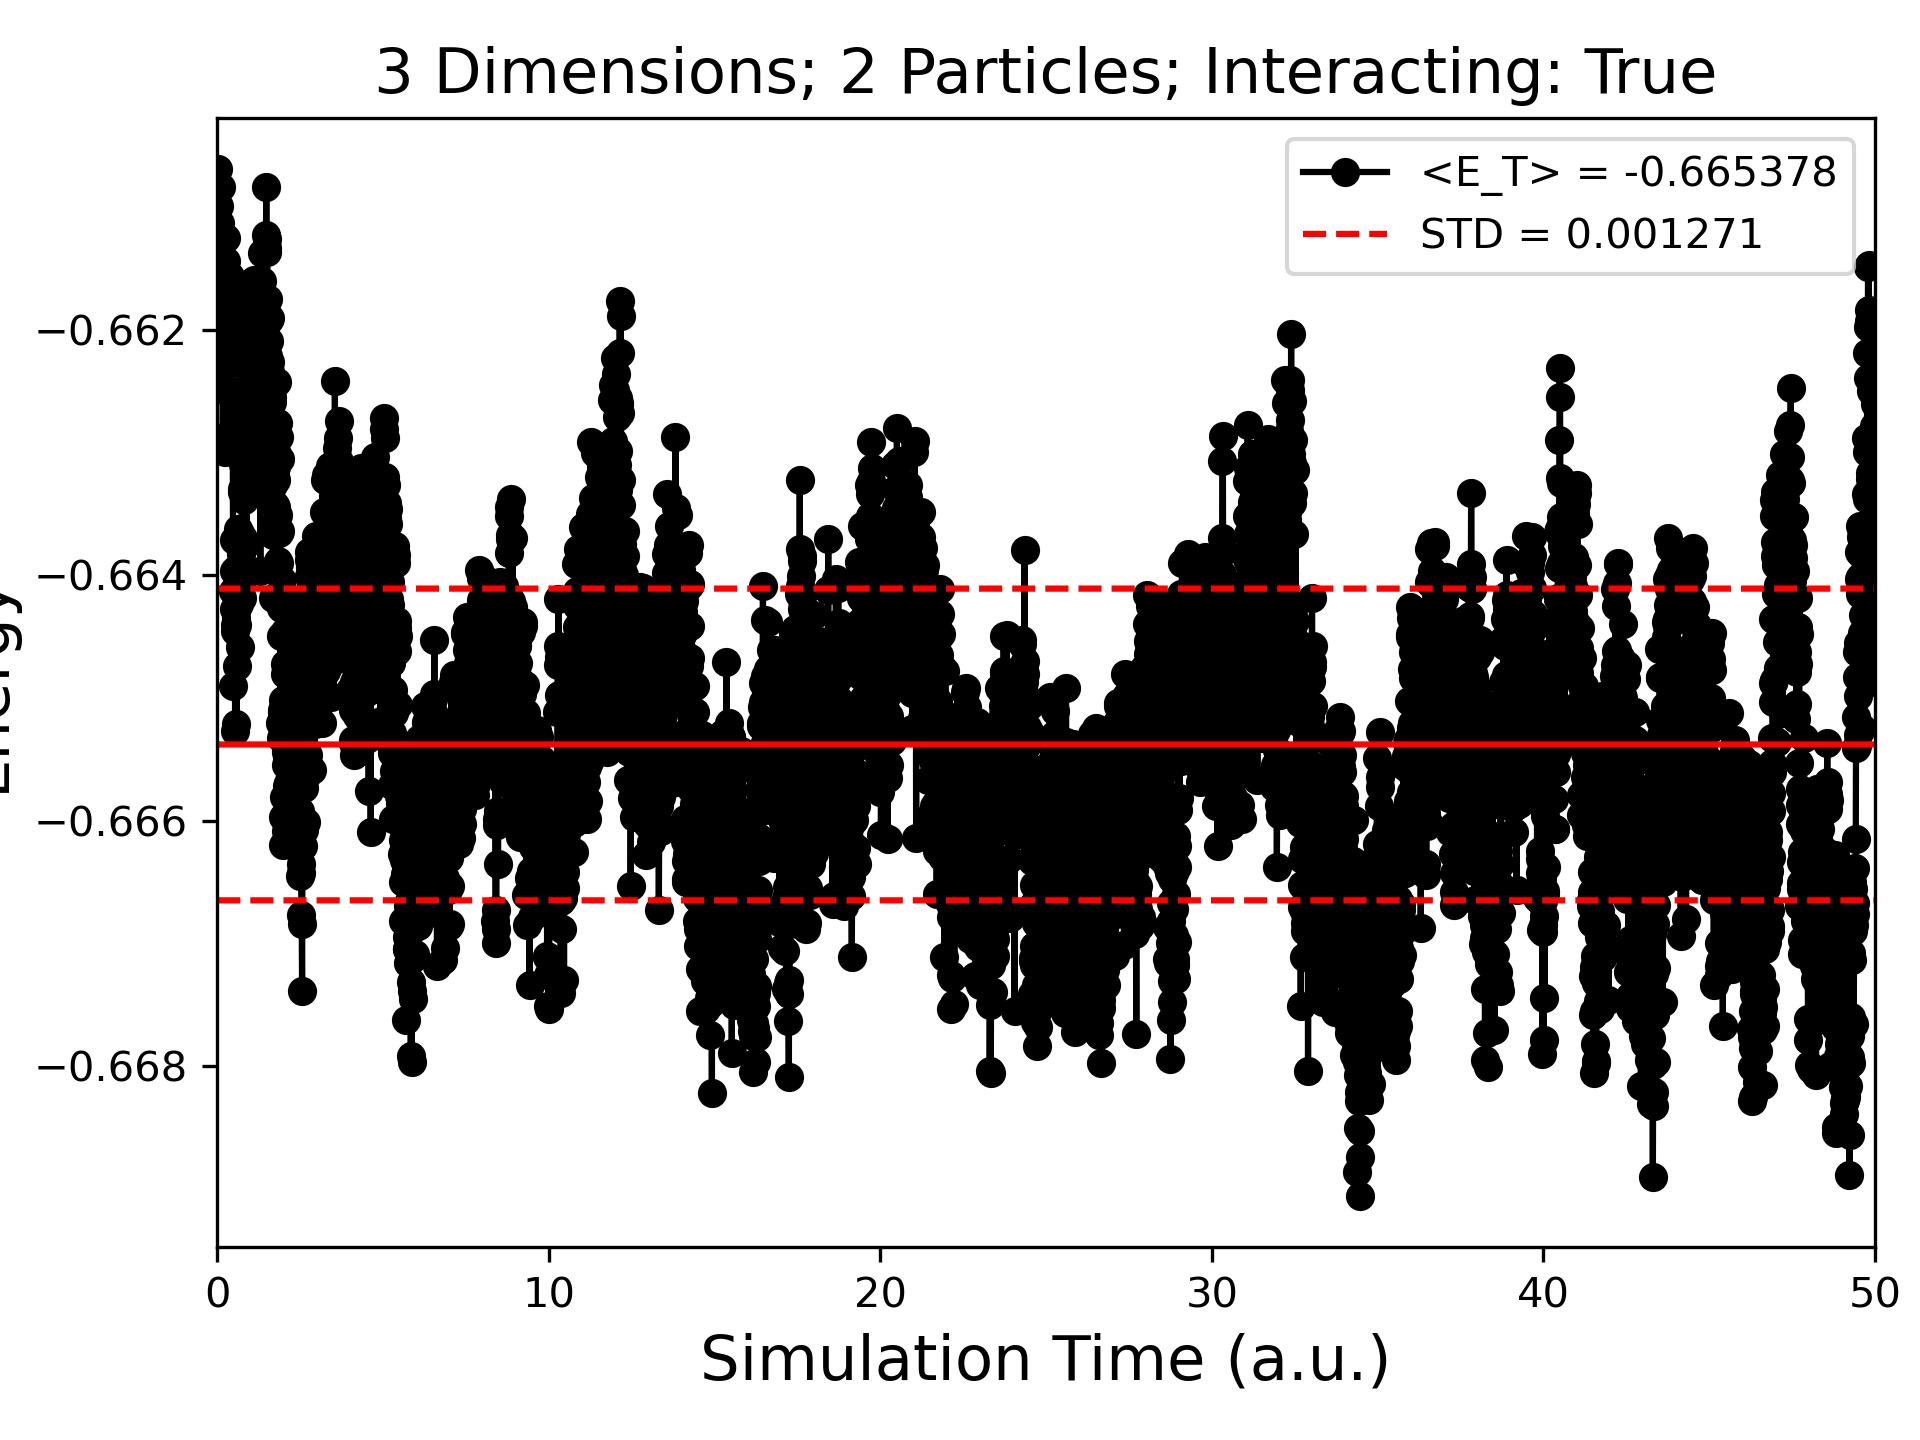 3 Dimensions; 2 Particles; Interacting: True
<E_T> = -0.665378
STD = 0.001271
−0.662
−0.664
−0.666
−0.668
Energy
0 10 20 30 40 50
Simulation Time (a.u.)